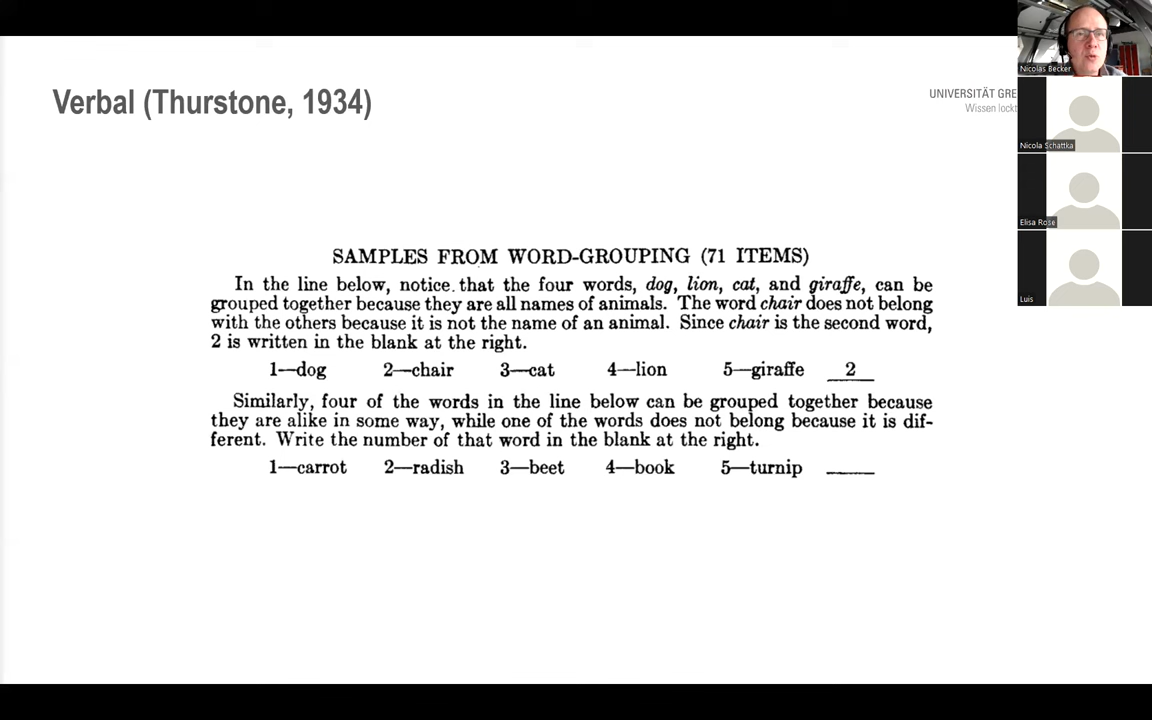 Verbal (Thurstone, 1934)
UNIVERSITÄT GRE
Wissen lockt
SAMPLES FROM WORD-GROUPING (71 ITEMS)
In the line below, notice that the four words, dog, lion, cat, and giraffe, can be
grouped together because they are all names of animals. The word chair does not belong
with the others because it is not the name of an animal. Since chair is the second word,
2 is written in the blank at the right.
1—dog 2—chair 3—cat 4—lion 5—giraffe 2
Similarly, four of the words in the line below can be grouped together because
they are alike in some way, while one of the words does not belong because it is dif-
ferent. Write the number of that word in the blank at the right.
1—carrot 2—radish 3—beet 4—book 5—turnip ____
Nicolas Becker
Nicola Schattka
Elisa Rose
Luis